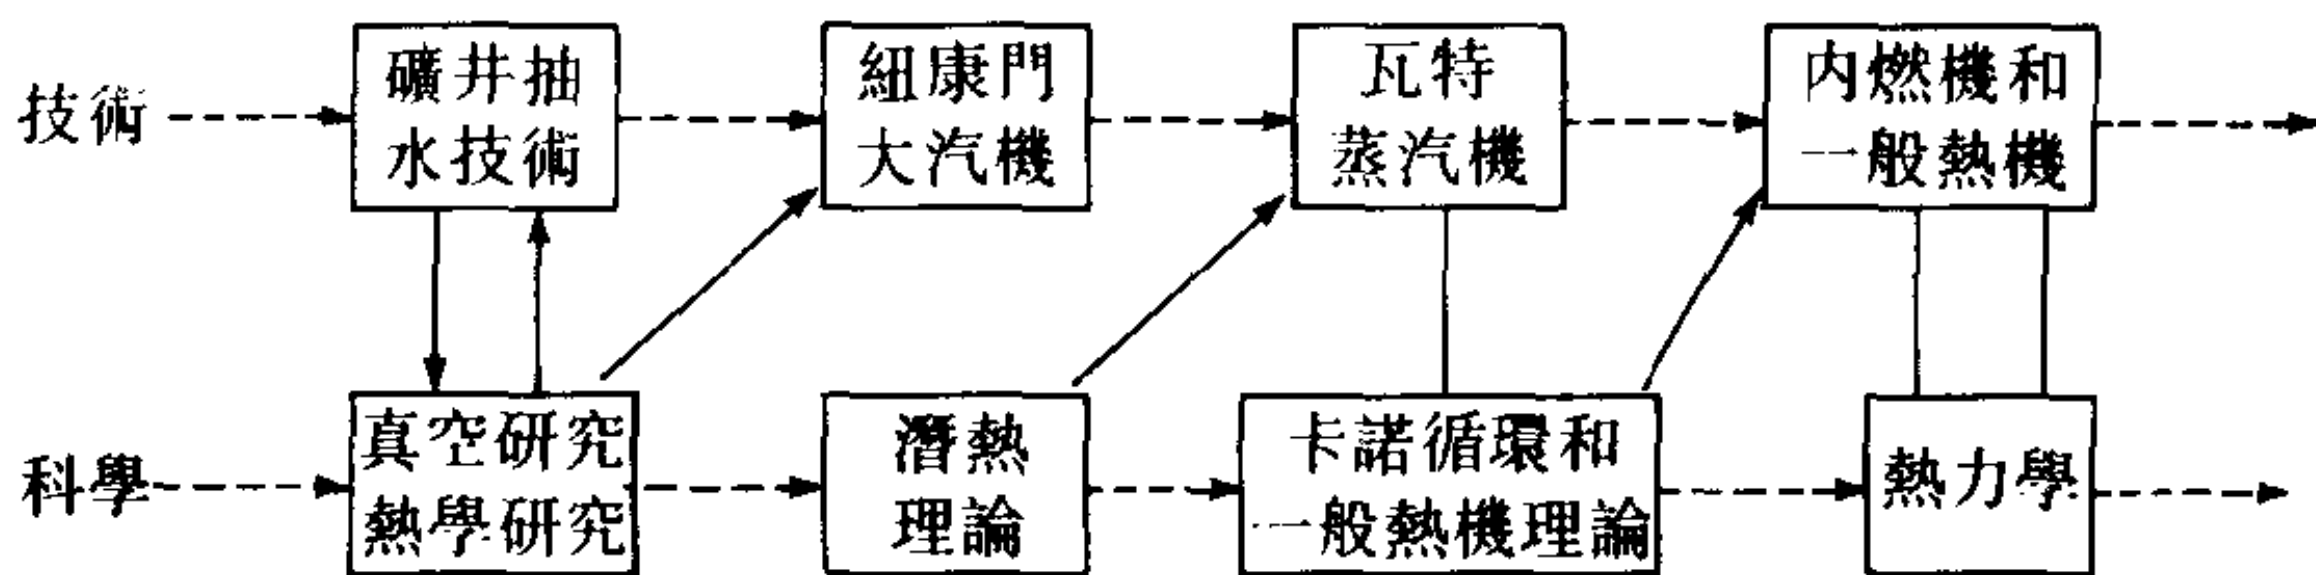 技術
礦井抽
水技術
紐康門
大汽機
瓦特
蒸汽機
内燃機和
一般熱機
科學
真空研究
熱學研究
潛熱
理論
卡諾循環和
一般熱機理論
熱力學